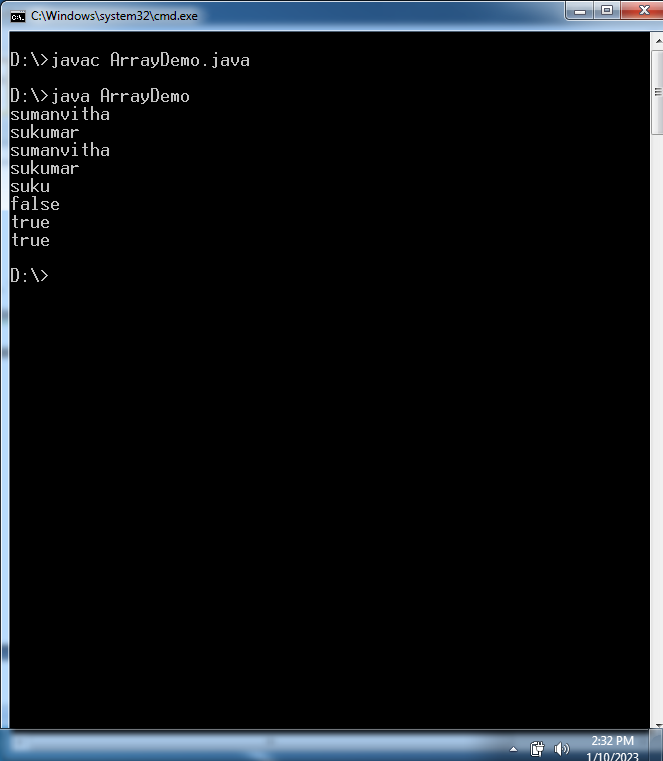 C:\Windows\system32\cmd.exe
D:\>javac ArrayDemo.java
D:\>java ArrayDemo
sumanvitha
sukumar
sumanvitha
sukumar
suku
false
true
true
D:\>
2:32 PM
1/10/2023